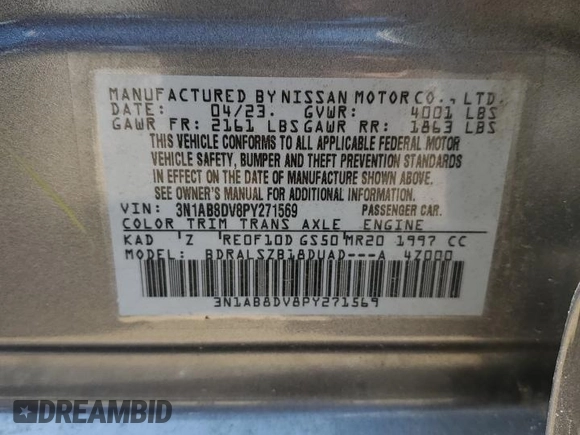 MANUFACTURED BY NISSAN MOTOR CO., LTD.
DATE: 04/23. GVWR: 4001 LBS
GAWR FR: 2161 LBS GAWR RR: 1863 LBS
THIS VEHICLE CONFORMS TO ALL APPLICABLE FEDERAL MOTOR
VEHICLE SAFETY, BUMPER AND THEFT PREVENTION STANDARDS
IN EFFECT ON THE DATE OF MANUFACTURE SHOWN ABOVE.
SEE OWNER'S MANUAL FOR ADDITIONAL INFORMATION.
VIN: 3N1AB8DV8PY271569 PASSENGER CAR.
COLOR TRIM TRANS AXLE ENGINE
KAD Z RE0F10D GS50 MR20 1997 CC
MODEL: BDRALSZB18DUAD---A 4Z000
3N1AB8DV8PY271569
DREAMBID